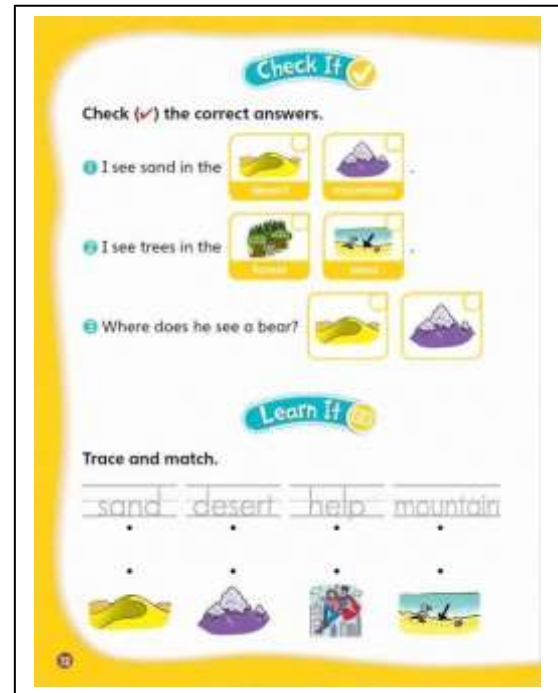 Check It
Check (✔) the correct answers.
1 I see sand in the desert mountains .
2 I see trees in the forest sand .
3 Where does he see a bear?
Learn It
Trace and match.
sand desert help mountain